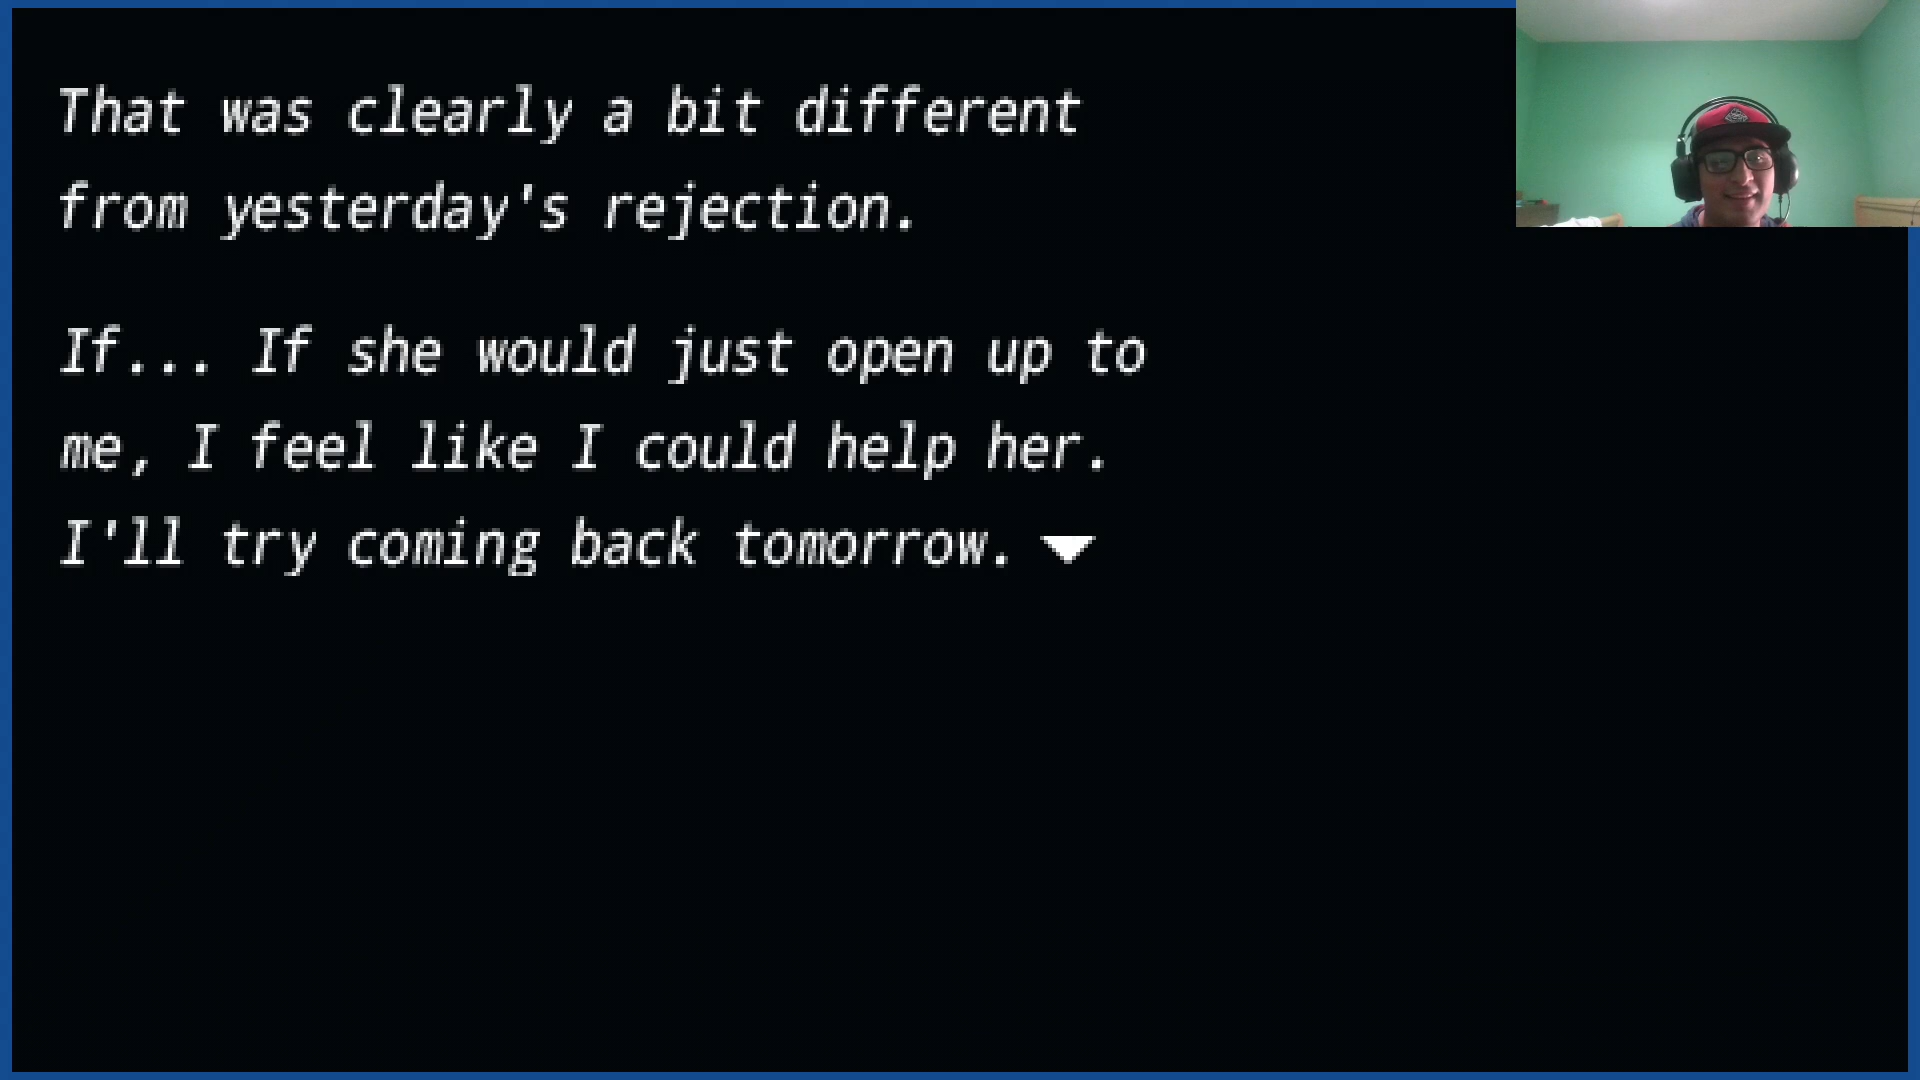 That was clearly a bit different
from yesterday's rejection.
If... If she would just open up to
me, I feel like I could help her.
I'll try coming back tomorrow.